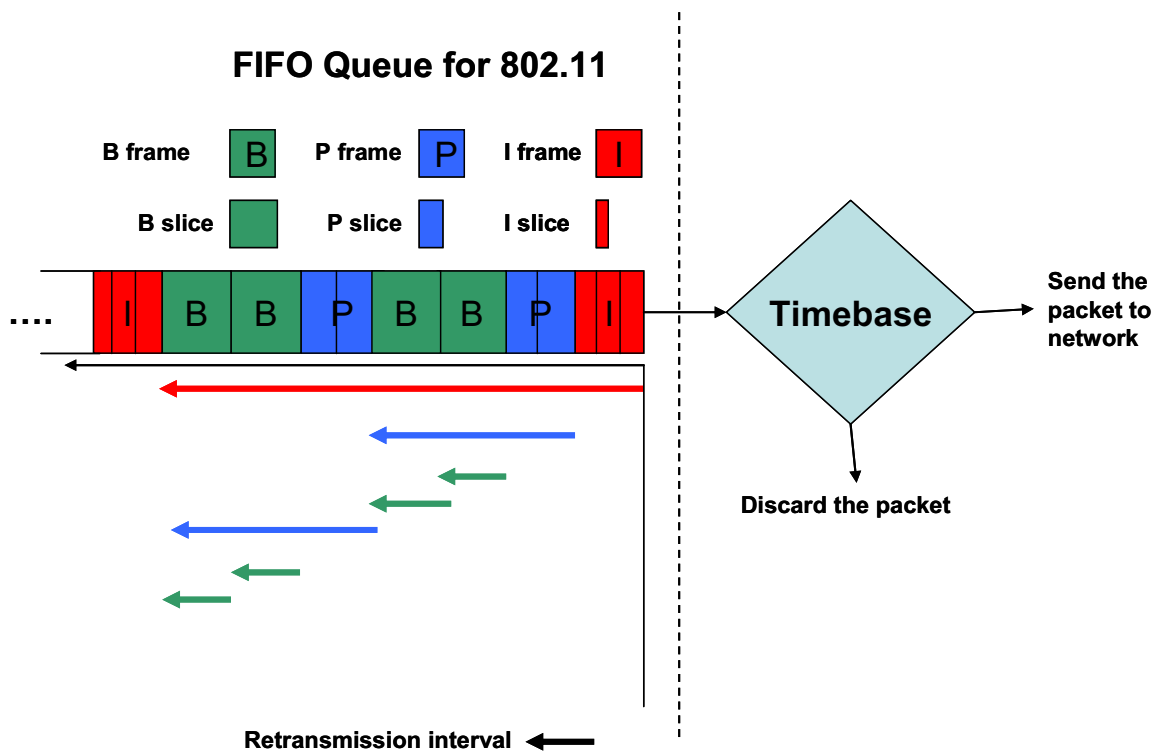 FIFO Queue for 802.11
B frame B P frame P I frame I
B slice P slice I slice
.... I B B P B B P I
Timebase
Send the
packet to
network
Discard the packet
Retransmission interval